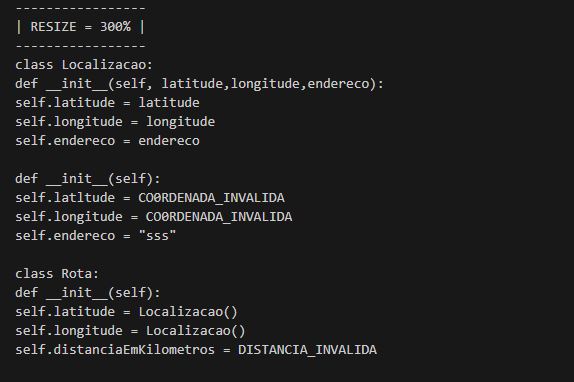 -----------------
| RESIZE = 300% |
-----------------
class Localizacao:
def __init__(self, latitude,longitude,endereco):
self.latitude = latitude
self.longitude = longitude
self.endereco = endereco

def __init__(self):
self.latltude = CO0RDENADA_INVALIDA
self.longitude = CO0RDENADA_INVALIDA
self.endereco = "sss"

class Rota:
def __init__(self):
self.latitude = Localizacao()
self.longitude = Localizacao()
self.distanciaEmKilometros = DISTANCIA_INVALIDA